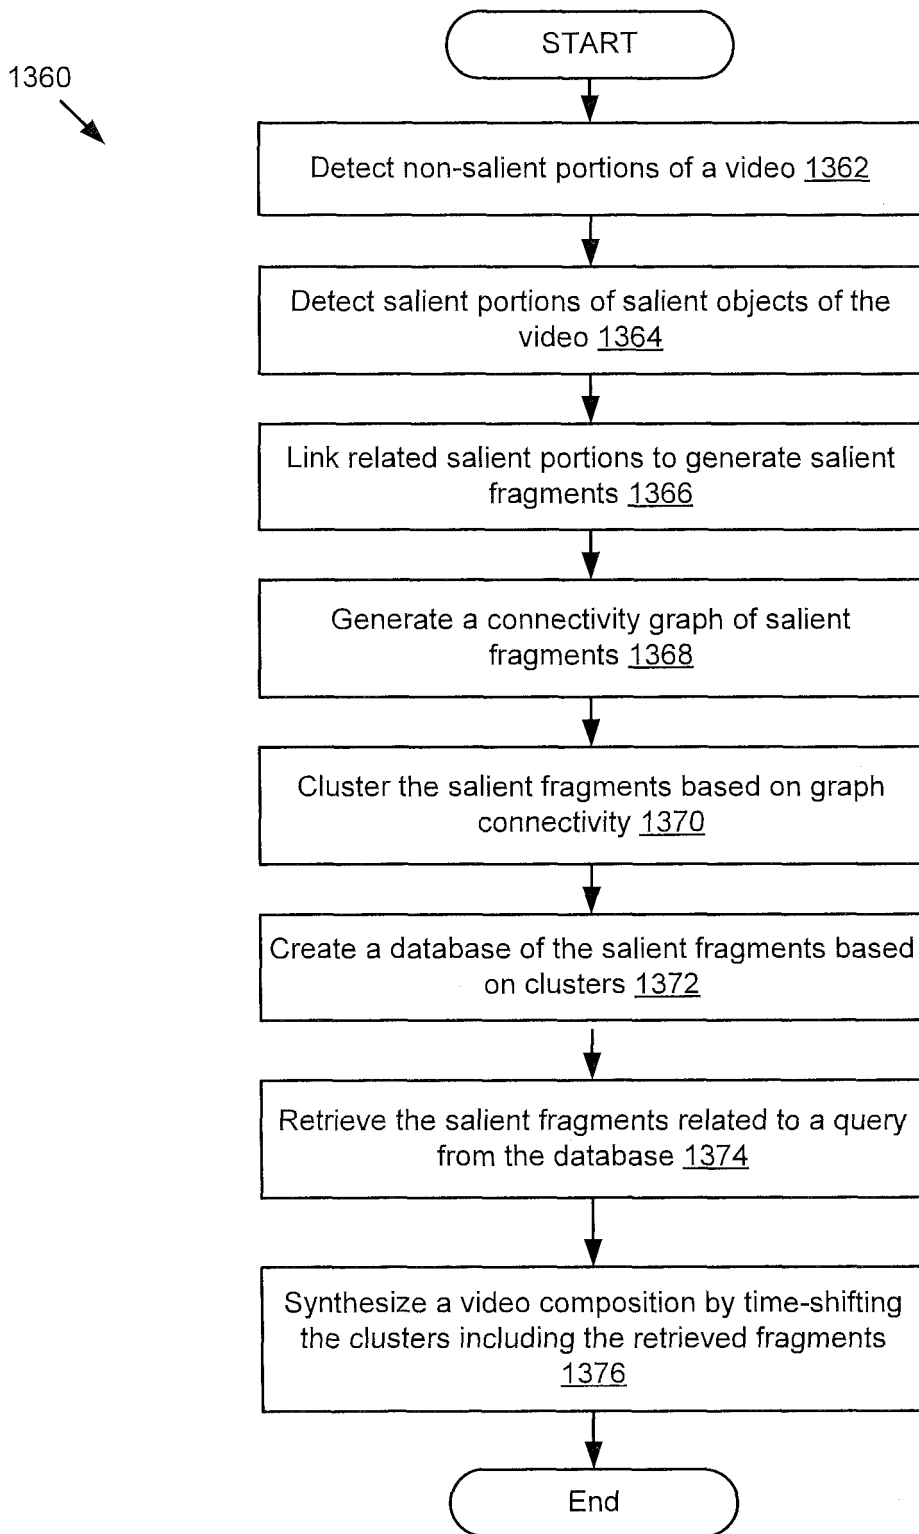 START
1360
Detect non-salient portions of a video 1362
Detect salient portions of salient objects of the
video 1364
Link related salient portions to generate salient
fragments 1366
Generate a connectivity graph of salient
fragments 1368
Cluster the salient fragments based on graph
connectivity 1370
Create a database of the salient fragments based
on clusters 1372
Retrieve the salient fragments related to a query
from the database 1374
Synthesize a video composition by time-shifting
the clusters including the retrieved fragments
1376
End